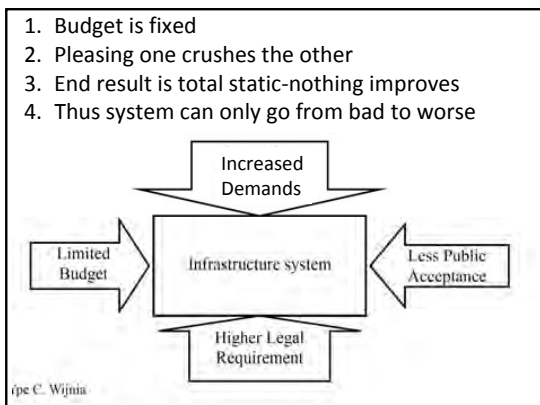 1. Budget is fixed
2. Pleasing one crushes the other
3. End result is total static-nothing improves
4. Thus system can only go from bad to worse
Increased
Demands
Limited
Budget
Infrastructure system
Less Public
Acceptance
Higher Legal
Requirement
C. Wijnia